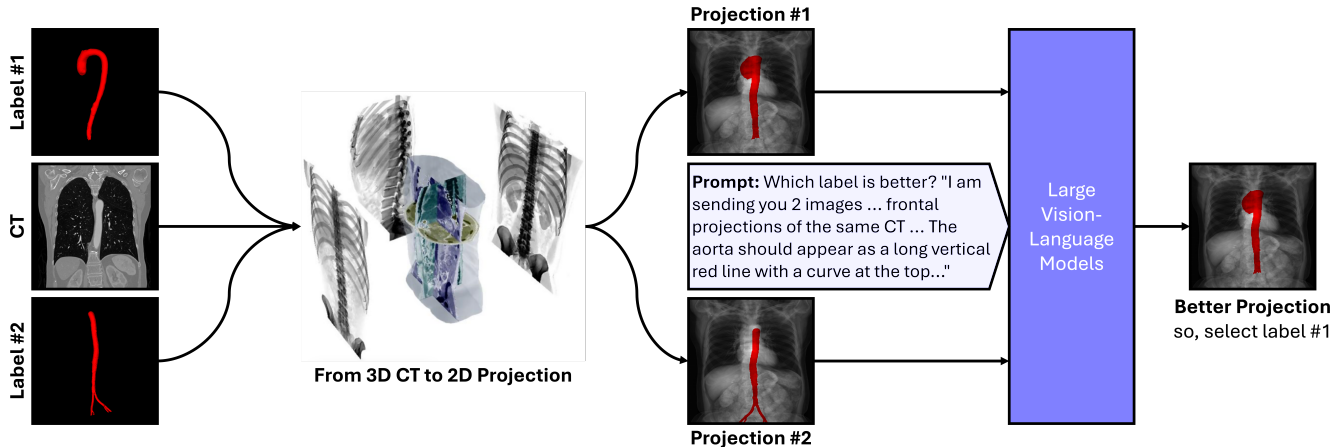 Label #1
CT
Label #2
From 3D CT to 2D Projection
Projection #1
Prompt: Which label is better? "I am
sending you 2 images ... frontal
projections of the same CT ... The
aorta should appear as a long vertical
red line with a curve at the top..."
Projection #2
Large
Vision-
Language
Models
Better Projection
so, select label #1